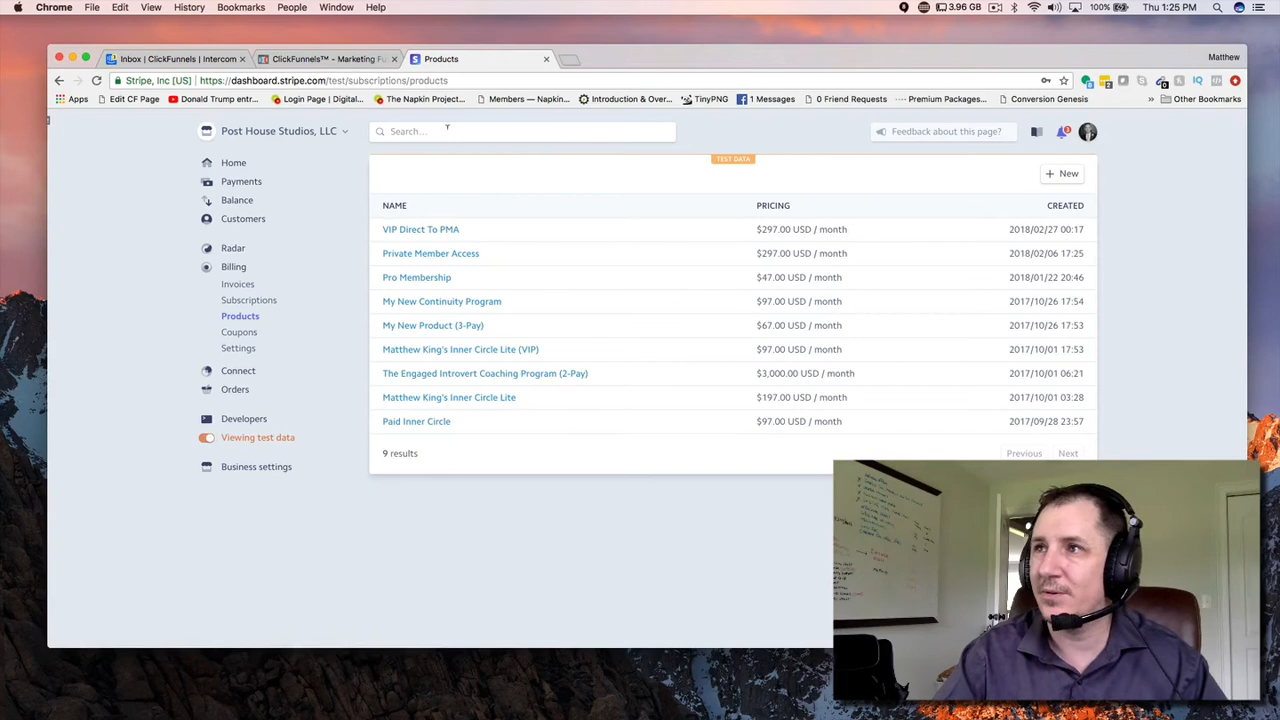 Chrome File Edit View History Bookmarks People Window Help 3.96 GB 100% Thu 1:25 PM
Inbox | ClickFunnels | Intercom ClickFunnels™ - Marketing Fu Products Matthew
Stripe, Inc [US] https://dashboard.stripe.com/test/subscriptions/products
Apps Edit CF Page Donald Trump entr... Login Page | Digital... The Napkin Project... Members — Napkin... Introduction & Over... TinyPNG 1 Messages 0 Friend Requests Premium Packages... Conversion Genesis » Other Bookmarks
Post House Studios, LLC Search... Feedback about this page?
TEST DATA
Home
Payments
Balance
Customers
Radar
Billing
Invoices
Subscriptions
Products
Coupons
Settings
Connect
Orders
Developers
Viewing test data
Business settings
+ New
NAME PRICING CREATED
VIP Direct To PMA $297.00 USD / month 2018/02/27 00:17
Private Member Access $297.00 USD / month 2018/02/06 17:25
Pro Membership $47.00 USD / month 2018/01/22 20:46
My New Continuity Program $97.00 USD / month 2017/10/26 17:54
My New Product (3-Pay) $67.00 USD / month 2017/10/26 17:53
Matthew King's Inner Circle Lite (VIP) $97.00 USD / month 2017/10/01 17:53
The Engaged Introvert Coaching Program (2-Pay) $3,000.00 USD / month 2017/10/01 06:21
Matthew King's Inner Circle Lite $197.00 USD / month 2017/10/01 03:28
Paid Inner Circle $97.00 USD / month 2017/09/28 23:57
9 results Previous Next